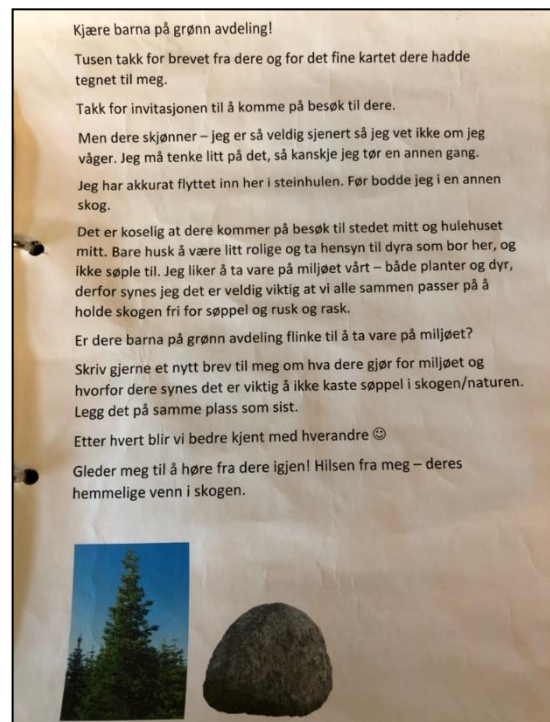 Kjære barna på grønn avdeling!
Tusen takk for brevet fra dere og for det fine kartet dere hadde
tegnet til meg.
Takk for invitasjonen til å komme på besøk til dere.
Men dere skjønner – jeg er så veldig sjenert så jeg vet ikke om jeg
våger. Jeg må tenke litt på det, så kanskje jeg tør en annen gang.
Jeg har akkurat flyttet inn her i steinhulen. Før bodde jeg i en annen
skog.
Det er koselig at dere kommer på besøk til stedet mitt og hulehuset
mitt. Bare husk å være litt rolige og ta hensyn til dyra som bor her, og
ikke søple til. Jeg liker å ta vare på miljøet vårt – både planter og dyr,
derfor synes jeg det er veldig viktig at vi alle sammen passer på å
holde skogen fri for søppel og rusk og rask.
Er dere barna på grønn avdeling flinke til å ta vare på miljøet?
Skriv gjerne et nytt brev til meg om hva dere gjør for miljøet og
hvorfor dere synes det er viktig å ikke kaste søppel i skogen/naturen.
Legg det på samme plass som sist.
Etter hvert blir vi bedre kjent med hverandre ☺
Gleder meg til å høre fra dere igjen! Hilsen fra meg – deres
hemmelige venn i skogen.